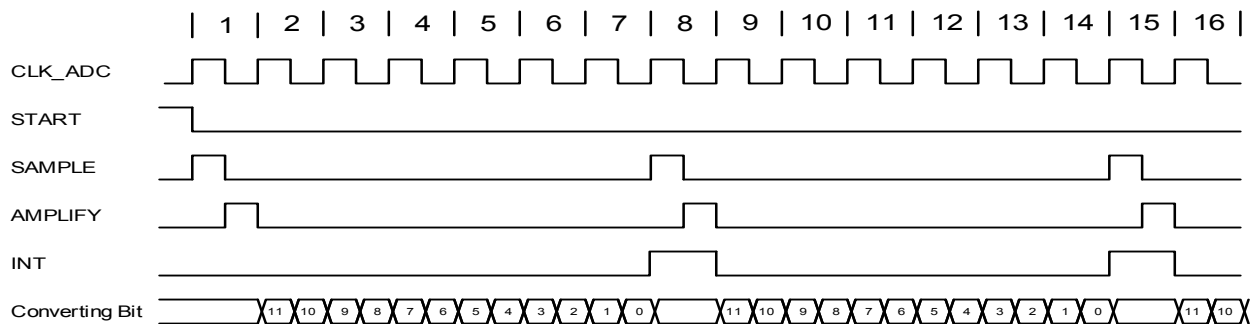 1 2 3 4 5 6 7 8 9 10 11 12 13 14 15 16
CLK_ADC
START
SAMPLE
AMPLIFY
INT
Converting Bit 11 10 9 8 7 6 5 4 3 2 1 0 11 10 9 8 7 6 5 4 3 2 1 0 11 10